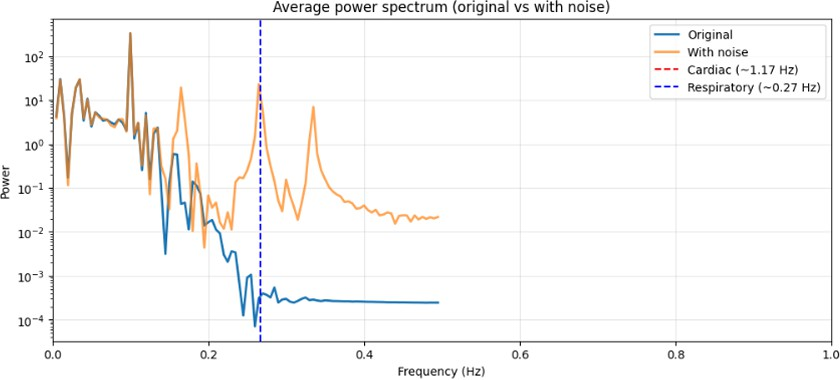 Average power spectrum (original vs with noise)
Original
With noise
Cardiac (~1.17 Hz)
Respiratory (~0.27 Hz)
Power
10²
10¹
10⁰
10⁻¹
10⁻²
10⁻³
10⁻⁴
0.0 0.2 0.4 0.6 0.8 1.0
Frequency (Hz)